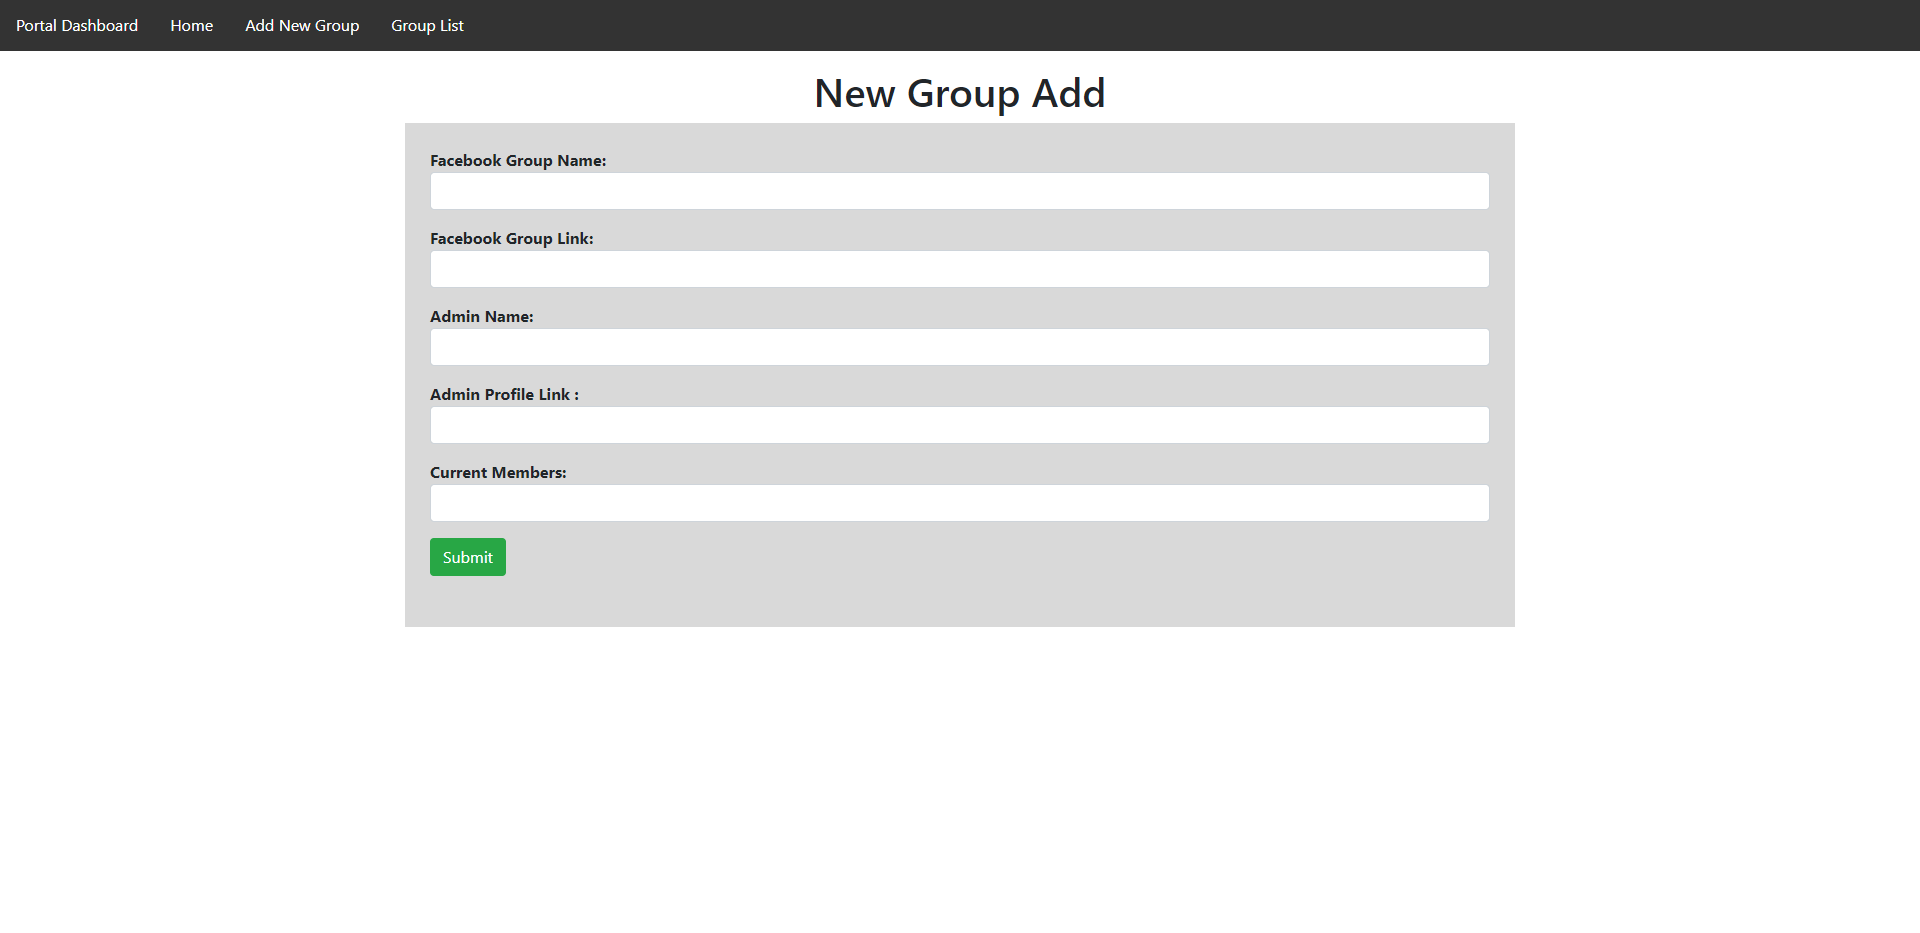 Portal Dashboard Home Add New Group Group List
New Group Add
Facebook Group Name:
Facebook Group Link:
Admin Name:
Admin Profile Link :
Current Members:
Submit